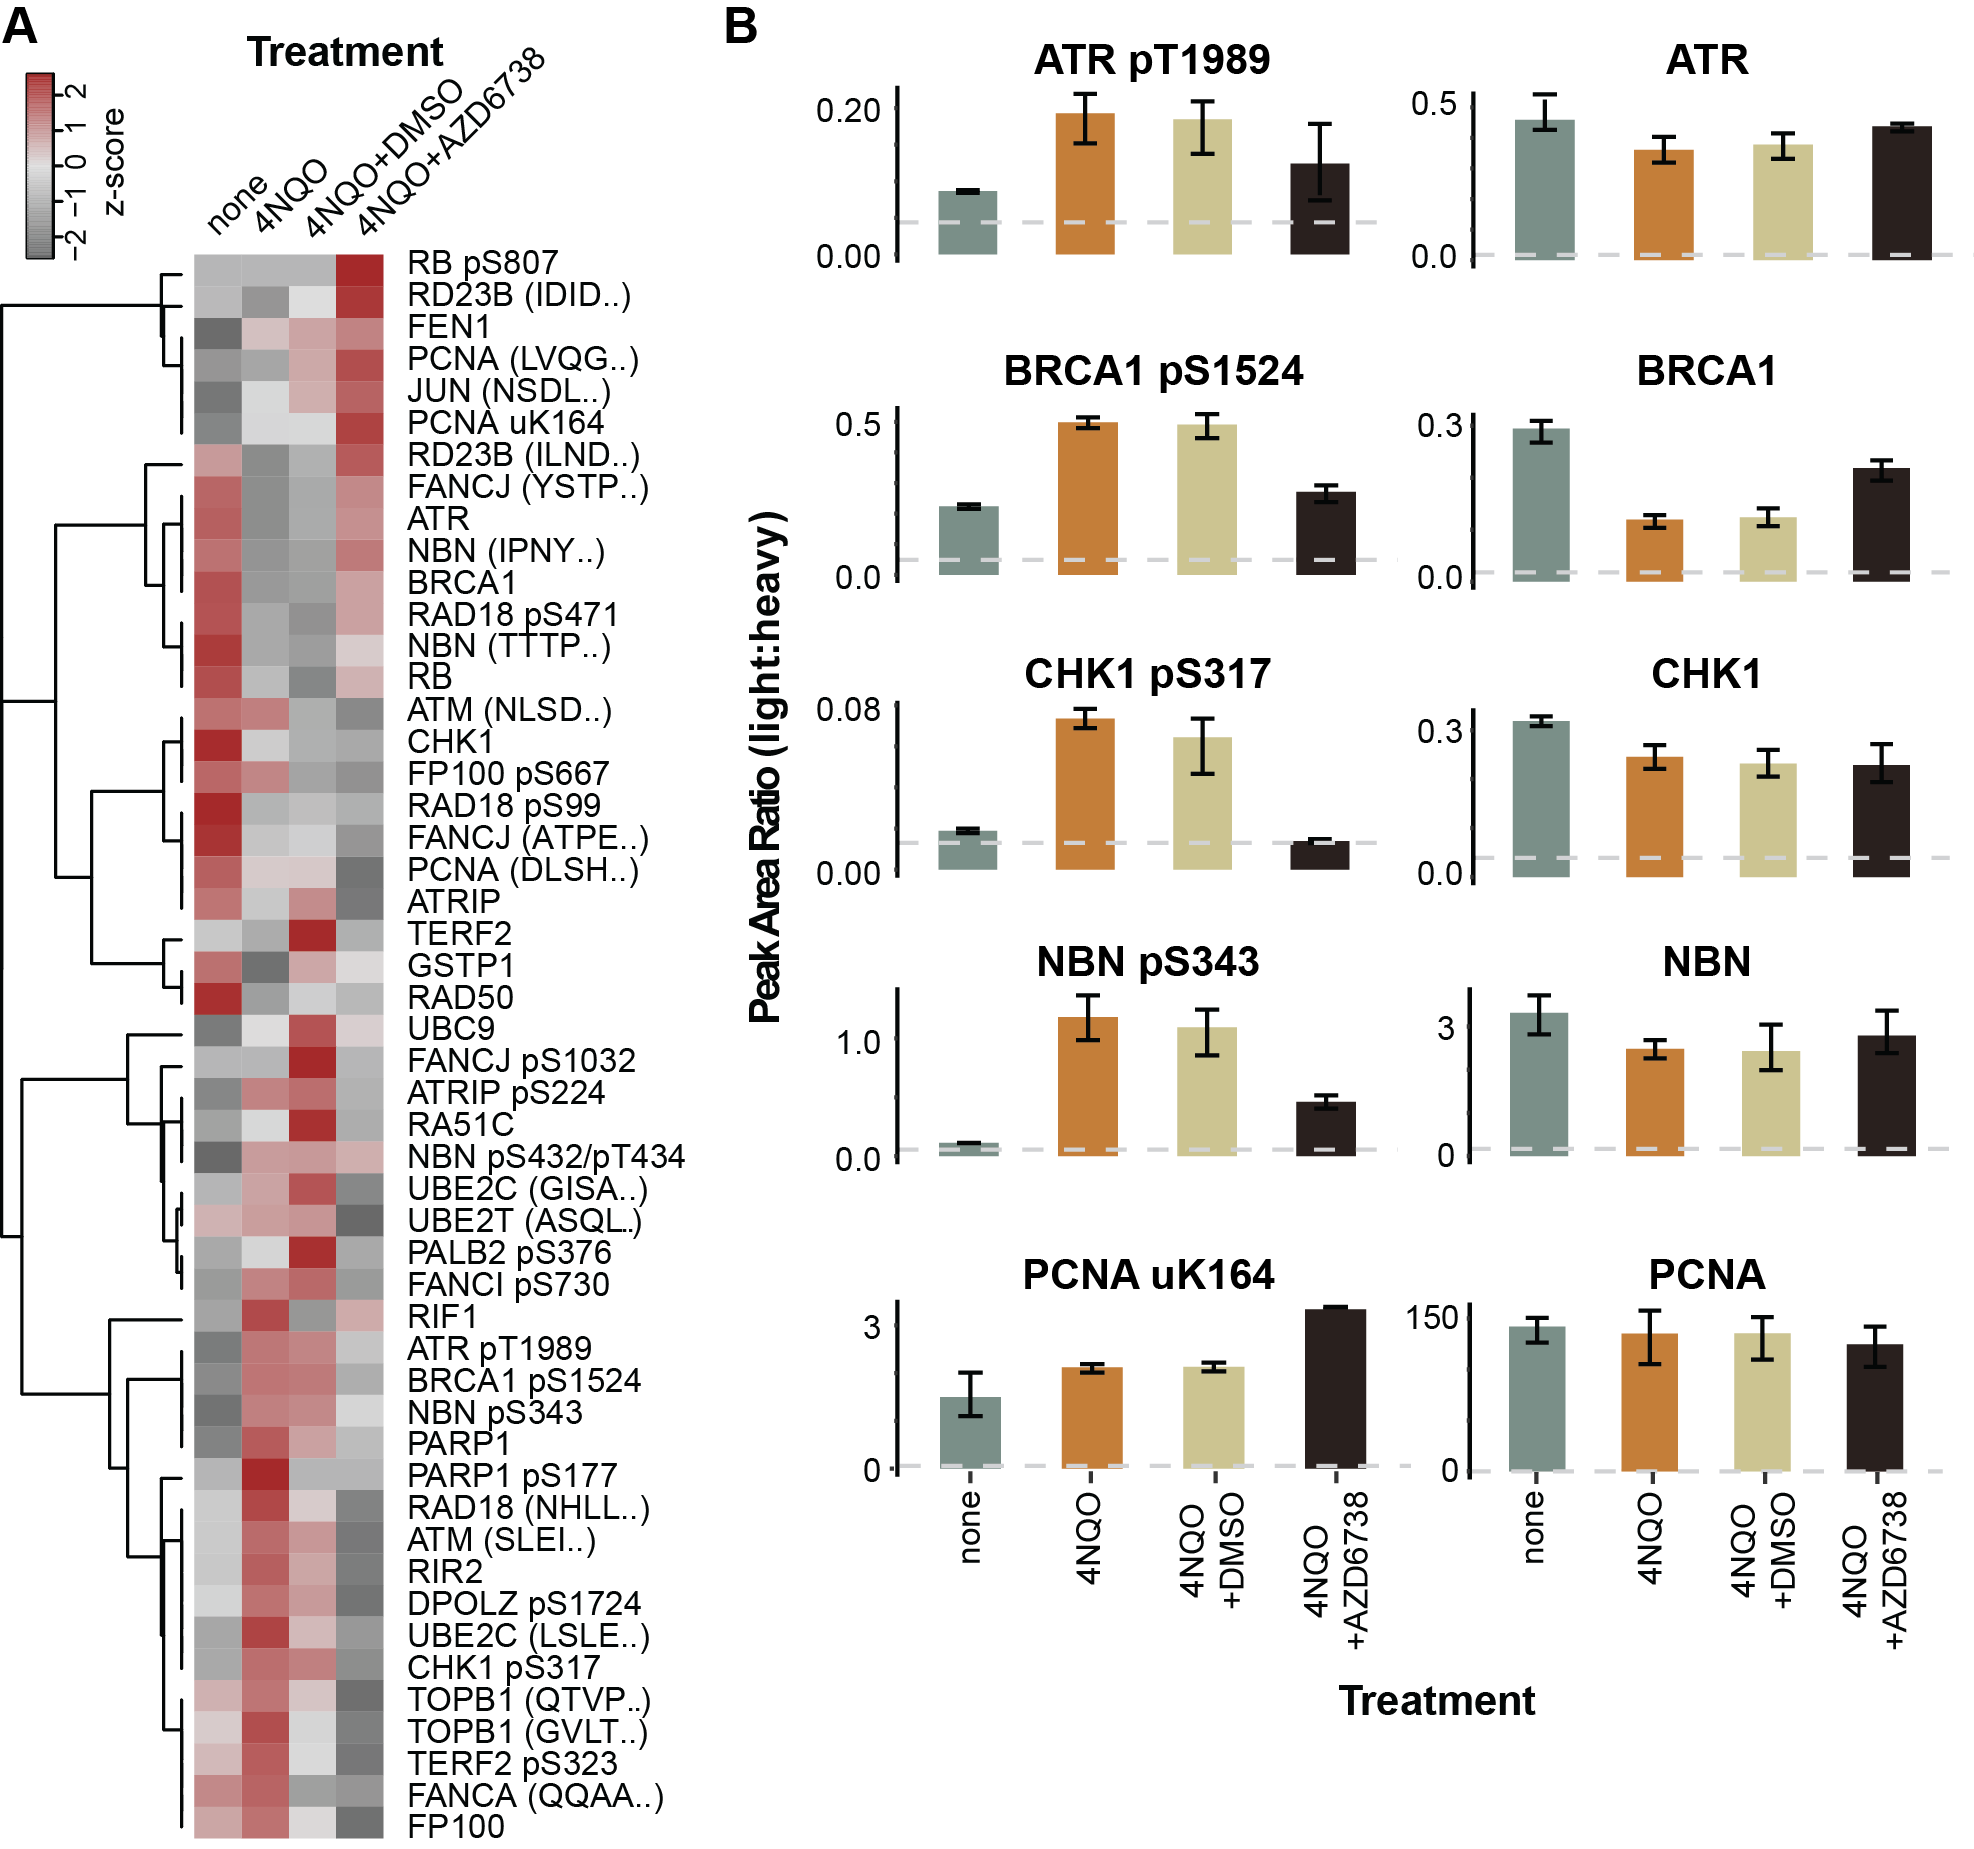 A
Treatment
2
1
0
−1
−2
z-score
none
4NQO
4NQO+DMSO
4NQO+AZD6738
RB pS807
RD23B (IDID..)
FEN1
PCNA (LVQG..)
JUN (NSDL..)
PCNA uK164
RD23B (ILND..)
FANCJ (YSTP..)
ATR
NBN (IPNY..)
BRCA1
RAD18 pS471
NBN (TTTP..)
RB
ATM (NLSD..)
CHK1
FP100 pS667
RAD18 pS99
FANCJ (ATPE..)
PCNA (DLSH..)
ATRIP
TERF2
GSTP1
RAD50
UBC9
FANCJ pS1032
ATRIP pS224
RA51C
NBN pS432/pT434
UBE2C (GISA..)
UBE2T (ASQL..)
PALB2 pS376
FANCI pS730
RIF1
ATR pT1989
BRCA1 pS1524
NBN pS343
PARP1
PARP1 pS177
RAD18 (NHLL..)
ATM (SLEI..)
RIR2
DPOLZ pS1724
UBE2C (LSLE..)
CHK1 pS317
TOPB1 (QTVP..)
TOPB1 (GVLT..)
TERF2 pS323
FANCA (QQAA..)
FP100
B
Peak Area Ratio (light:heavy)
ATR pT1989
0.20
0.00
ATR
0.5
0.0
BRCA1 pS1524
0.5
0.0
BRCA1
0.3
0.0
CHK1 pS317
0.08
0.00
CHK1
0.3
0.0
NBN pS343
1.0
0.0
NBN
3
0
PCNA uK164
3
0
PCNA
150
0
none
4NQO
4NQO
+DMSO
4NQO
+AZD6738
none
4NQO
4NQO
+DMSO
4NQO
+AZD6738
Treatment